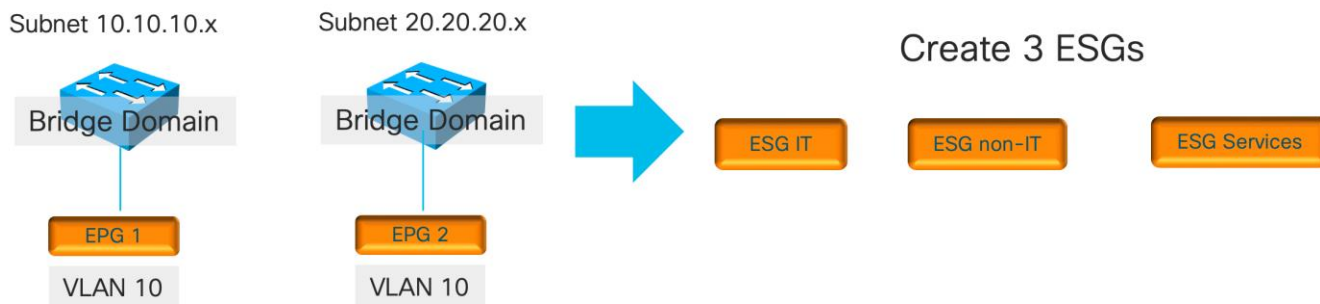 Subnet 10.10.10.x
Subnet 20.20.20.x
Create 3 ESGs
Bridge Domain
Bridge Domain
ESG IT
ESG non-IT
ESG Services
EPG 1
EPG 2
VLAN 10
VLAN 10